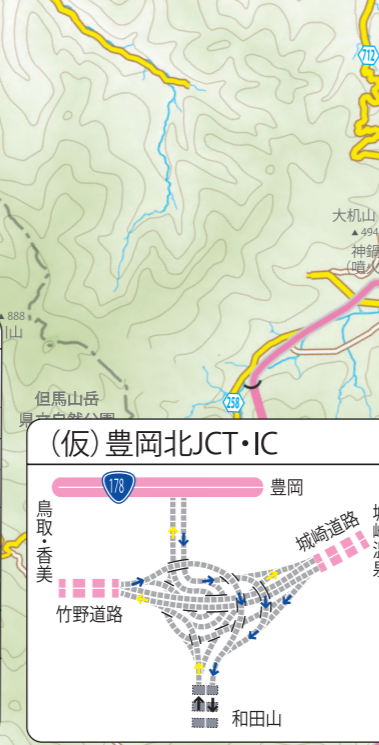 712
大机山
▲494
神鍋
(噴火
▲888
山
258
但馬山岳
県立自然公園
(仮)豊岡北JCT・IC
178
豊岡
鳥取・香美
城崎道路
城崎温泉
竹野道路
和田山